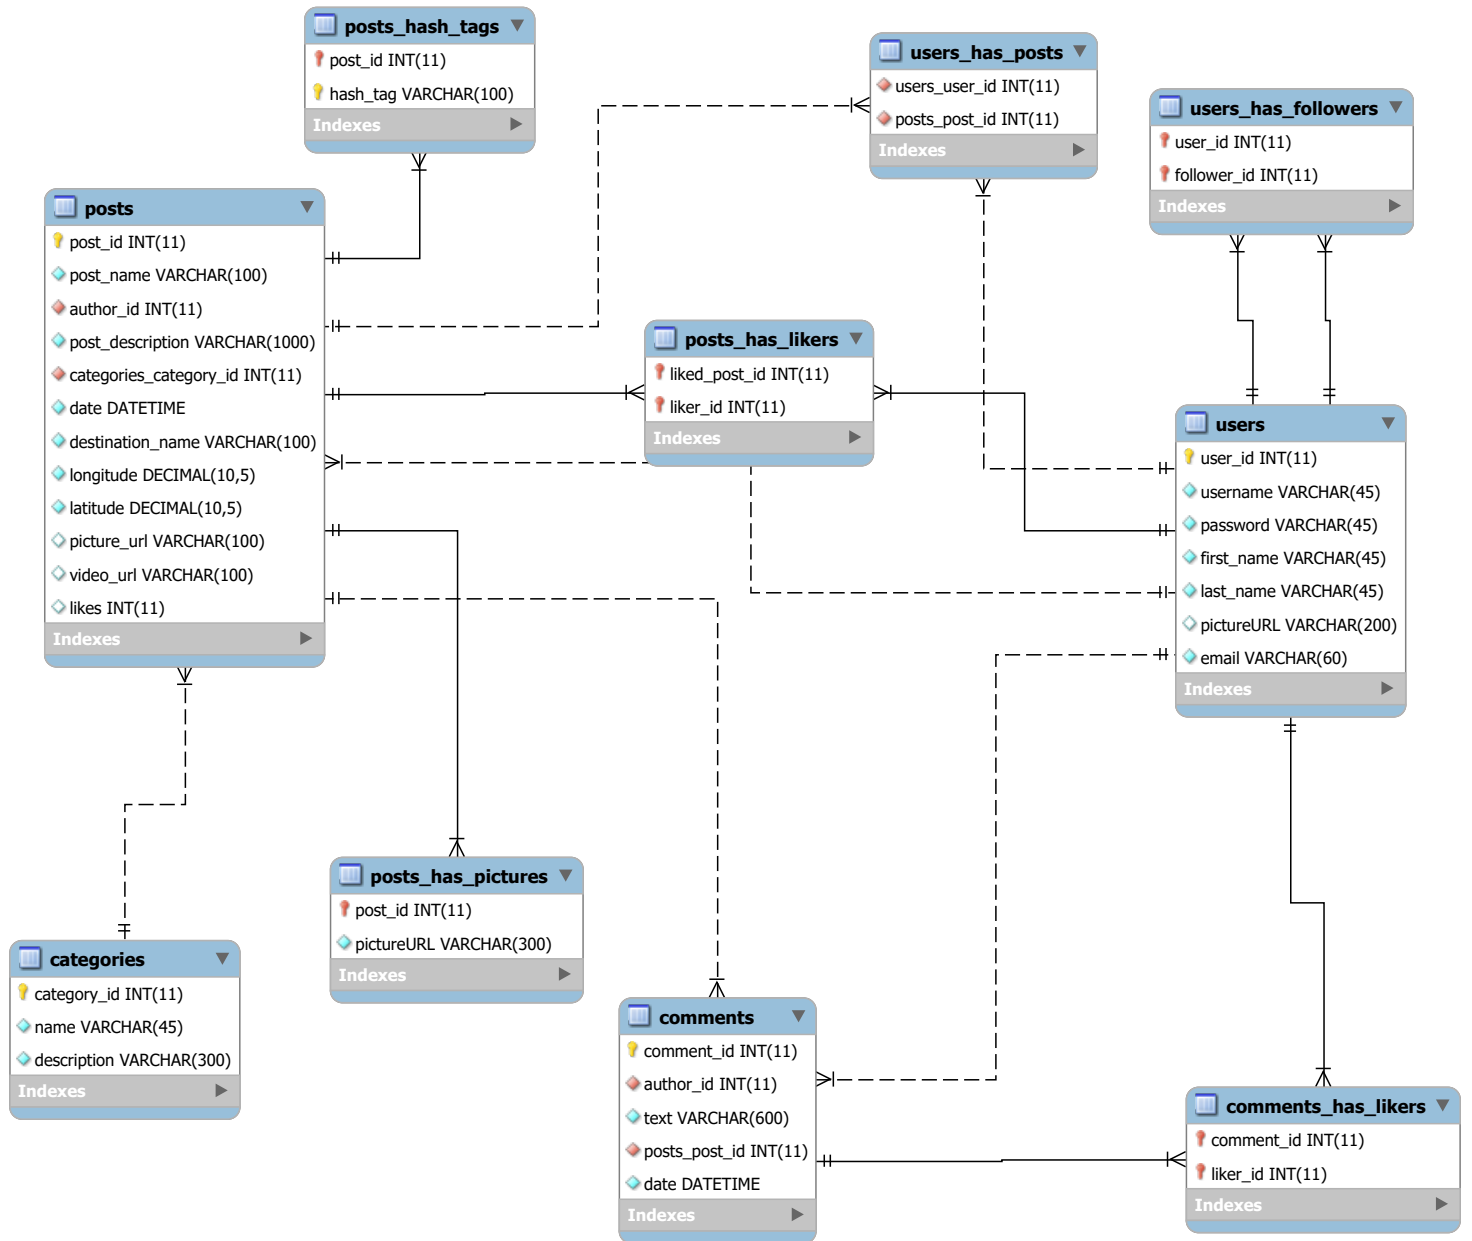 posts_hash_tags
post_id INT(11)
hash_tag VARCHAR(100)
Indexes
users_has_posts
users_user_id INT(11)
posts_post_id INT(11)
Indexes
users_has_followers
user_id INT(11)
follower_id INT(11)
Indexes
posts
post_id INT(11)
post_name VARCHAR(100)
author_id INT(11)
post_description VARCHAR(1000)
categories_category_id INT(11)
date DATETIME
destination_name VARCHAR(100)
longitude DECIMAL(10,5)
latitude DECIMAL(10,5)
picture_url VARCHAR(100)
video_url VARCHAR(100)
likes INT(11)
Indexes
posts_has_likers
liked_post_id INT(11)
liker_id INT(11)
Indexes
users
user_id INT(11)
username VARCHAR(45)
password VARCHAR(45)
first_name VARCHAR(45)
last_name VARCHAR(45)
pictureURL VARCHAR(200)
email VARCHAR(60)
Indexes
posts_has_pictures
post_id INT(11)
pictureURL VARCHAR(300)
Indexes
categories
category_id INT(11)
name VARCHAR(45)
description VARCHAR(300)
Indexes
comments
comment_id INT(11)
author_id INT(11)
text VARCHAR(600)
posts_post_id INT(11)
date DATETIME
Indexes
comments_has_likers
comment_id INT(11)
liker_id INT(11)
Indexes